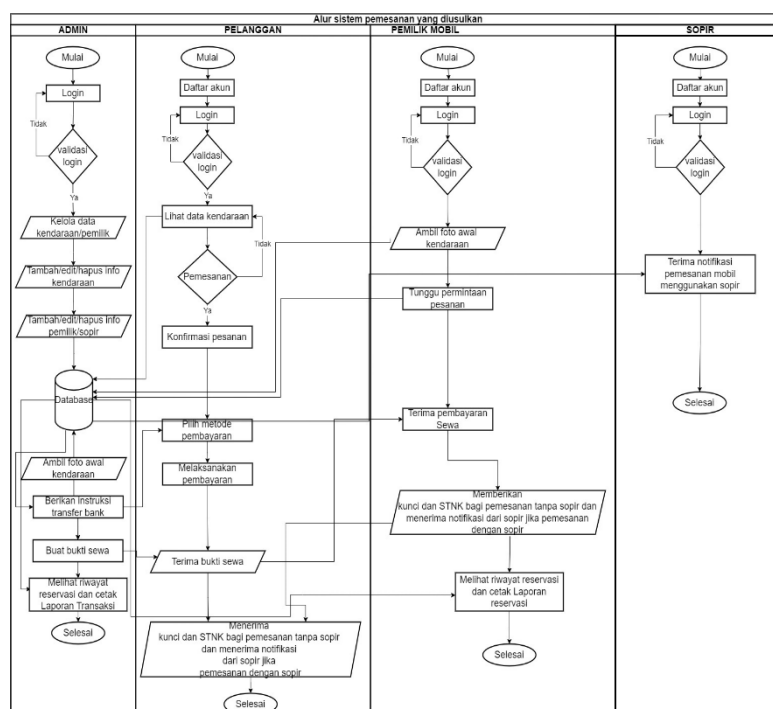 Alur sistem pemesanan yang diusulkan
ADMIN
PELANGGAN
PEMILIK MOBIL
SOPIR
Mulai
Login
Tidak
validasi
login
Ya
Kelola data
kendaraan/pemilik
Tambah/edit/hapus info
kendaraan
Tambah/edit/hapus info
pemilik/sopir
Database
Ambil foto awal
kendaraan
Berikan instruksi
transfer bank
Buat bukti sewa
Melihat riwayat
reservasi dan cetak
Laporan Transaksi
Selesai
Mulai
Daftar akun
Login
Tidak
validasi
login
Ya
Lihat data kendaraan
Tidak
Pemesanan
Ya
Konfirmasi pesanan
Pilih metode
pembayaran
Melaksanakan
pembayaran
Terima bukti sewa
Menerima
kunci dan STNK bagi pemesanan tanpa sopir
dan menerima notifikasi
dari sopir jika
pemesanan dengan sopir
Selesai
Mulai
Daftar akun
Login
Tidak
validasi
login
Ambil foto awal
kendaraan
Tunggu permintaan
pesanan
Terima pembayaran
Sewa
Memberikan
kunci dan STNK bagi pemesanan tanpa sopir dan
menerima notifikasi dari sopir jika pemesanan
dengan sopir
Melihat riwayat reservasi
dan cetak Laporan
reservasi
Selesai
Mulai
Daftar akun
Login
Tidak
validasi
login
Terima notifikasi
pemesanan mobil
menggunakan sopir
Selesai